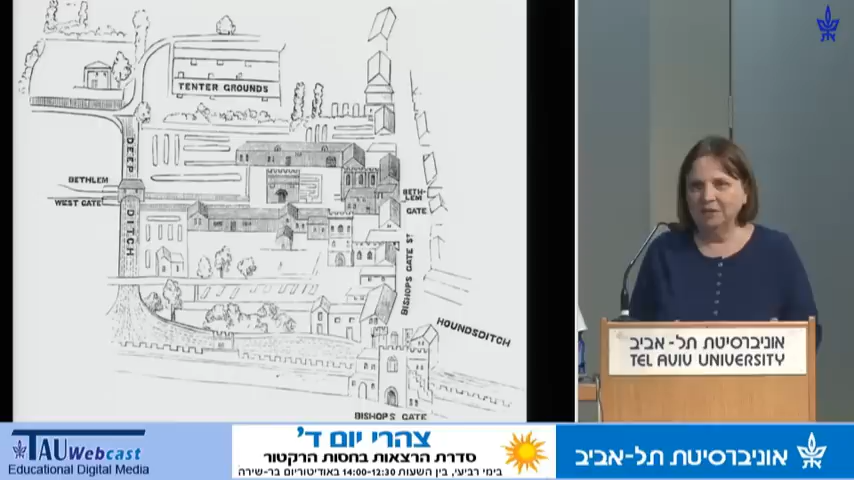 TENTER GROUNDS
DEEP
DITCH
BETHLEM
WEST GATE
BETH-
LEM
GATE
BISHOPS GATE ST
HOUNDSDITCH
BISHOPS GATE
אוניברסיטת תל-אביב
TEL AVIV UNIVERSITY
TAU Webcast
Educational Digital Media
צהרי יום ד'
סדרת הרצאות בחסות הרקטור
בימי רביעי, בין השעות 14:00-12:30 באודיטוריום בר-שירה
אוניברסיטת תל-אביב